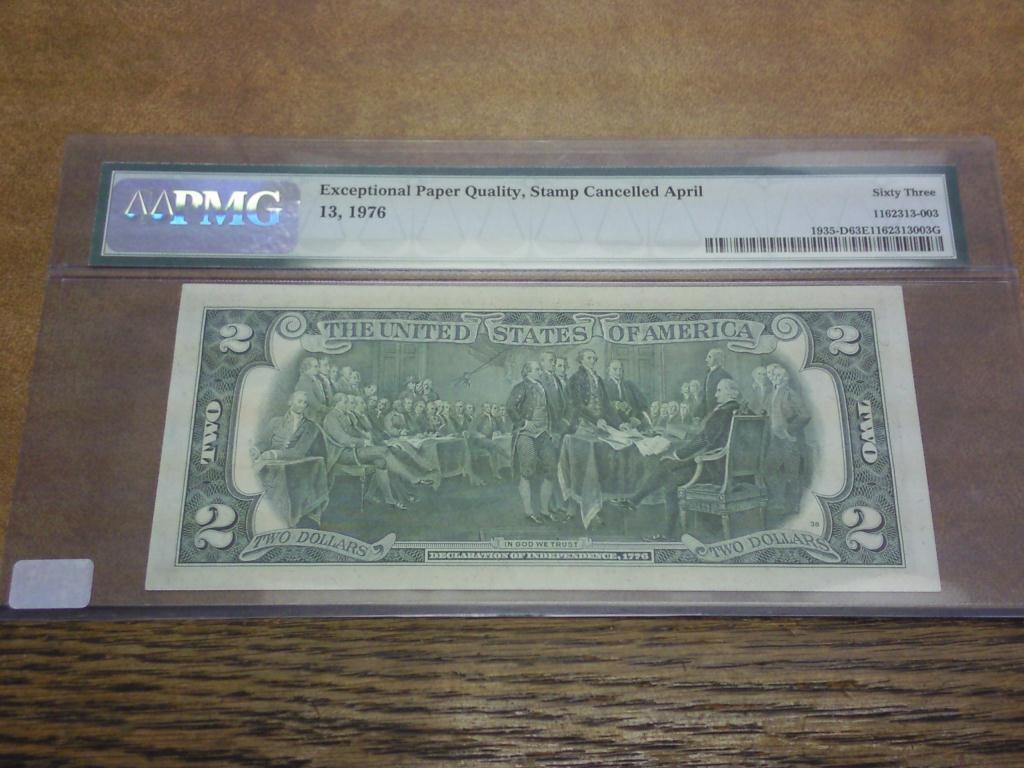 PMG
Exceptional Paper Quality, Stamp Cancelled April
13, 1976
Sixty Three
1162313-003
1935-D63E1162313003G
2 THE UNITED STATES OF AMERICA 2
TWO TWO
38
2 TWO DOLLARS IN GOD WE TRUST TWO DOLLARS 2
DECLARATION OF INDEPENDENCE, 1776